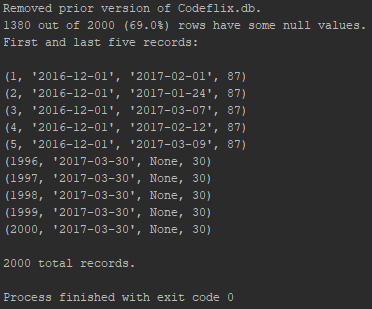 Removed prior version of Codeflix.db.
1380 out of 2000 (69.0%) rows have some null values.
First and last five records:
(1, '2016-12-01', '2017-02-01', 87)
(2, '2016-12-01', '2017-01-24', 87)
(3, '2016-12-01', '2017-03-07', 87)
(4, '2016-12-01', '2017-02-12', 87)
(5, '2016-12-01', '2017-03-09', 87)
(1996, '2017-03-30', None, 30)
(1997, '2017-03-30', None, 30)
(1998, '2017-03-30', None, 30)
(1999, '2017-03-30', None, 30)
(2000, '2017-03-30', None, 30)
2000 total records.
Process finished with exit code 0